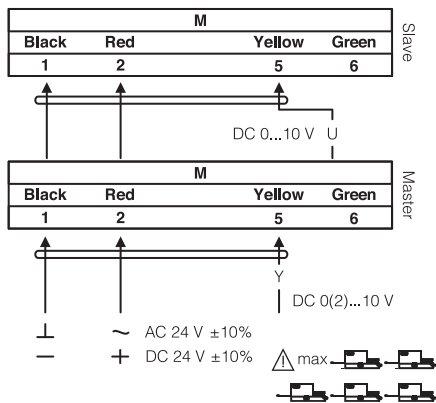 M
Black Red Yellow Green
1 2 5 6
Slave
DC 0...10 V U
M
Black Red Yellow Green
1 2 5 6
Master
Y
DC 0(2)...10 V
⊥ ~ AC 24 V ±10%
− + DC 24 V ±10%
max